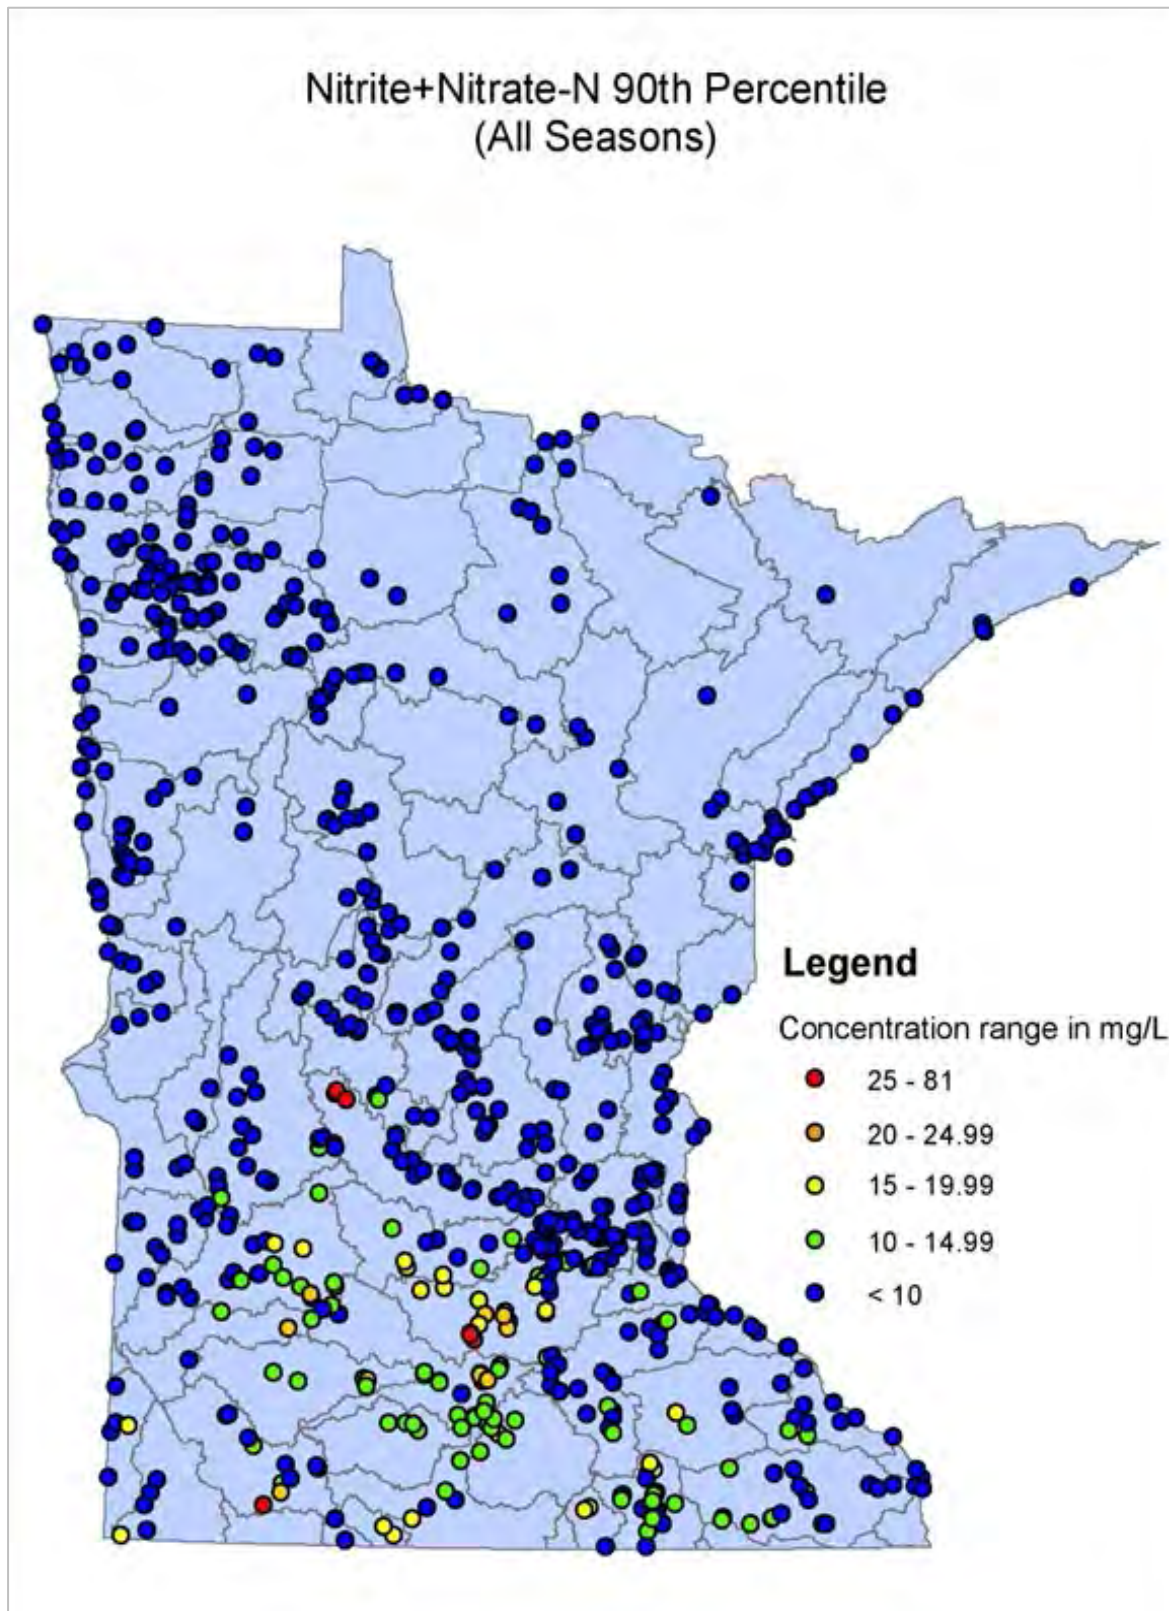 Nitrite+Nitrate-N 90th Percentile
(All Seasons)
Legend
Concentration range in mg/L
25 - 81
20 - 24.99
15 - 19.99
10 - 14.99
< 10